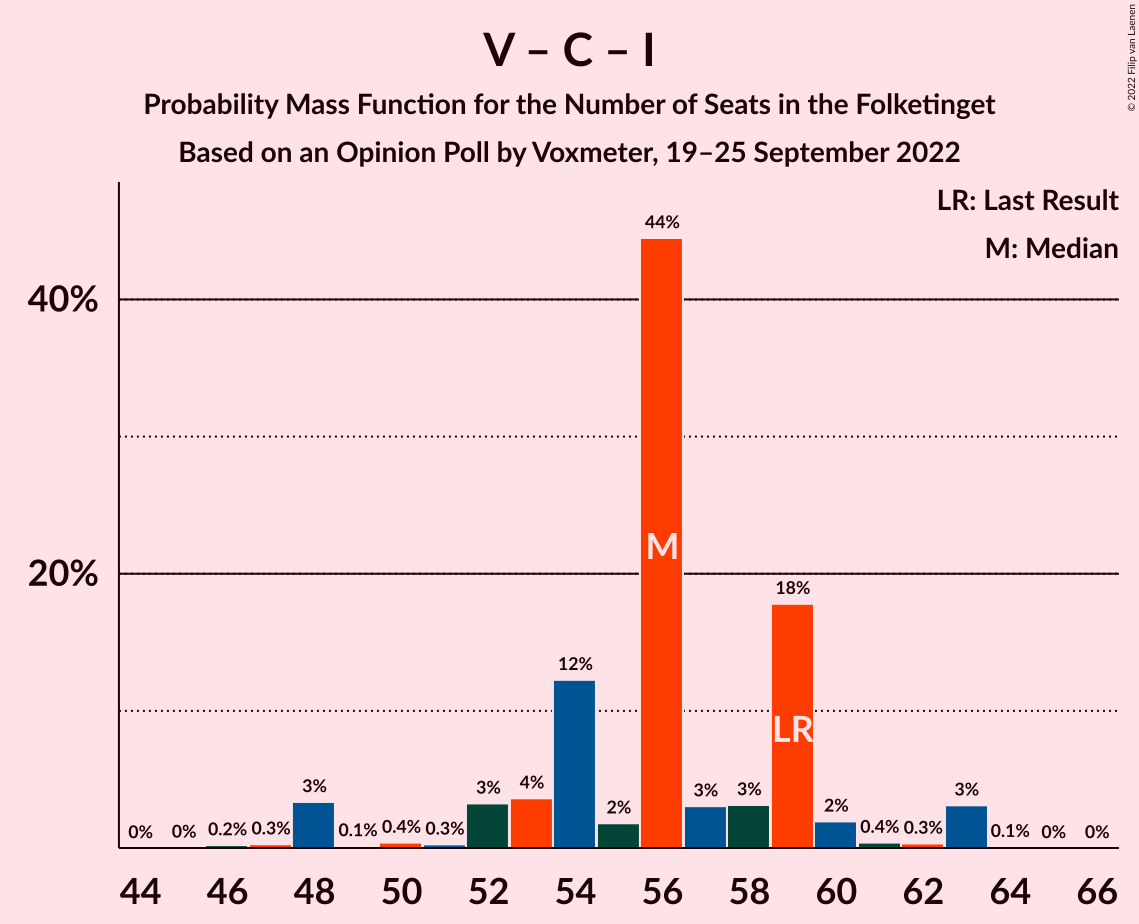 V – C – I
Probability Mass Function for the Number of Seats in the Folketinget
Based on an Opinion Poll by Voxmeter, 19–25 September 2022
© 2022 Filip van Laenen
LR: Last Result
M: Median
40%
20%
0% 0% 0.2% 0.3% 3% 0.1% 0.4% 0.3% 3% 4% 12% 2% 44% 3% 3% 18% 2% 0.4% 0.3% 3% 0.1% 0% 0%
M
LR
44 46 48 50 52 54 56 58 60 62 64 66